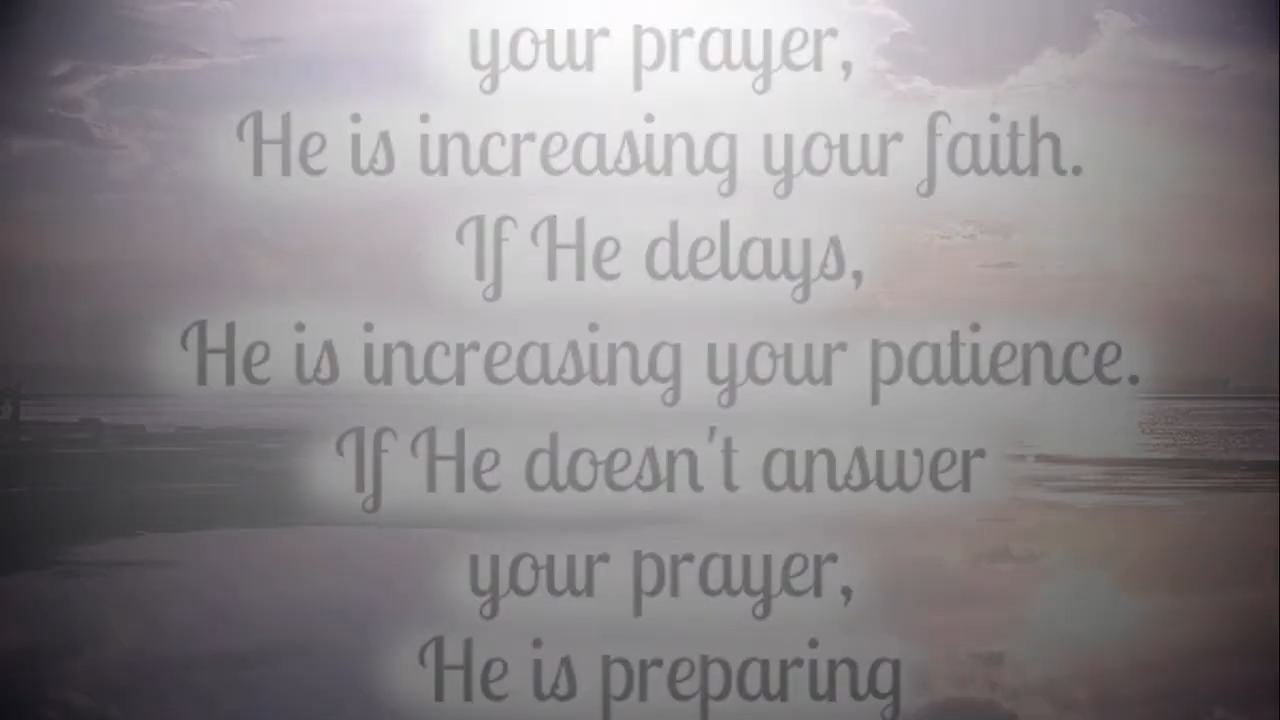 your prayer,
He is increasing your faith.
If He delays,
He is increasing your patience.
If He doesn't answer
your prayer,
He is preparing